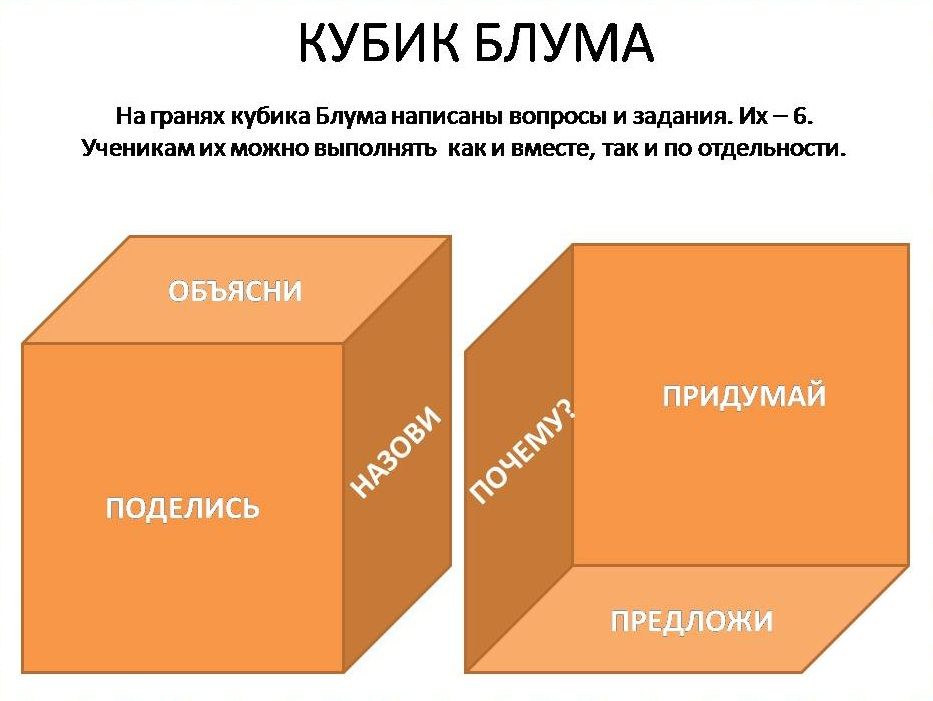 КУБИК БЛУМА
На гранях кубика Блума написаны вопросы и задания. Их – 6.
Ученикам их можно выполнять как и вместе, так и по отдельности.
ОБЪЯСНИ
ПОДЕЛИСЬ
НАЗОВИ
ПОЧЕМУ?
ПРИДУМАЙ
ПРЕДЛОЖИ